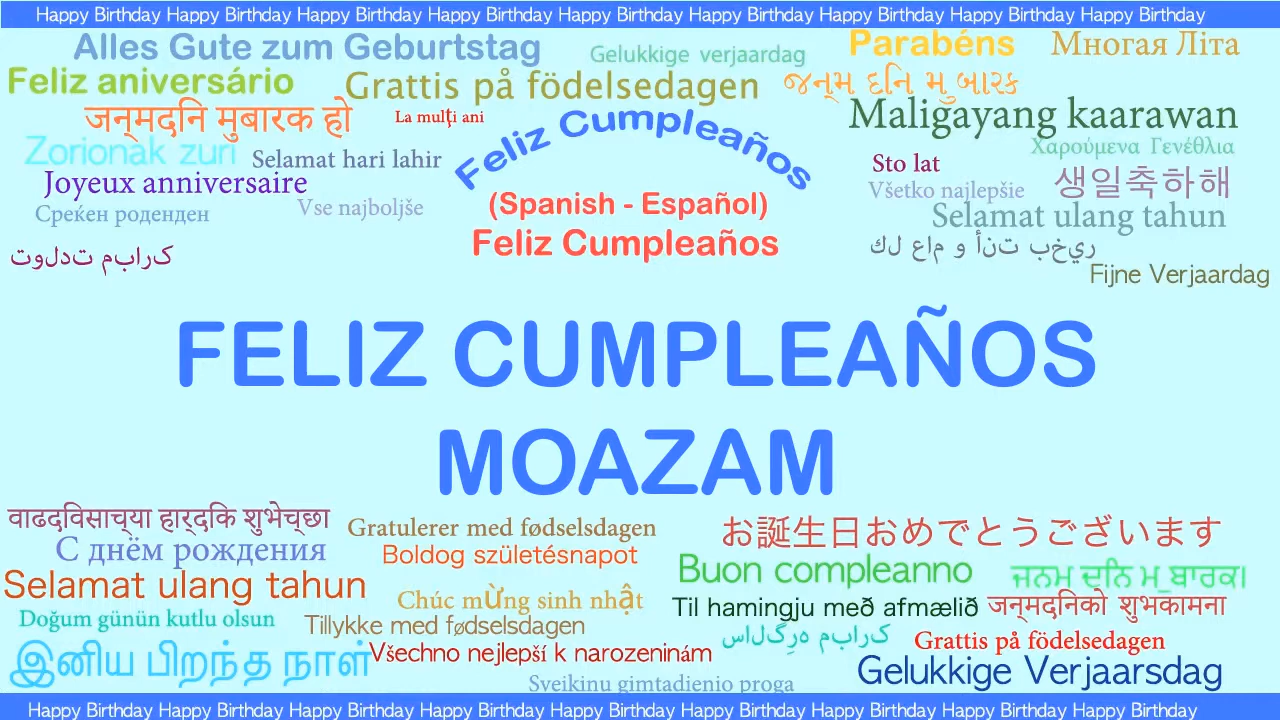 Happy Birthday Happy Birthday Happy Birthday Happy Birthday Happy Birthday Happy Birthday Happy Birthday Happy Birthday Happy Birthday
Alles Gute zum Geburtstag
Gelukkige verjaardag
Parabéns
Многая Літа
Feliz aniversário
Grattis på födelsedagen
જન્મ દનિ મુ બારક
जन्मदनि मुबारक हो
La mulţi ani
Feliz Cumpleaños
Maligayang kaarawan
Zorionak zuri
Selamat hari lahir
Χαρούμενα Γενέθλια
Sto lat
Joyeux anniversaire
Všetko najlepšie
생일축하해
(Spanish - Español)
Среќен роденден
Vse najboljše
Selamat ulang tahun
Feliz Cumpleaños
تولدت مبارک
كل عام و أنت بخير
Fijne Verjaardag
FELIZ CUMPLEAÑOS
MOAZAM
वाढदविसाच्या हार्दकि शुभेच्छा
Gratulerer med fødselsdagen
お誕生日おめでとうございます
С днём рождения
Boldog születésnapot
Buon compleanno
ਜਨਮ ਦਨਿ ਮੁ ਬਾਰਕ।
Selamat ulang tahun
Chúc mừng sinh nhật
Til hamingju með afmælið
जन्मदनिको शुभकामना
Doğum günün kutlu olsun
Tillykke med fødselsdagen
سالگرہ مبارک
Grattis på födelsedagen
இனிய பிறந்த நாள்
Všechno nejlepší k narozeninám
Gelukkige Verjaarsdag
Sveikinu gimtadienio proga
Happy Birthday Happy Birthday Happy Birthday Happy Birthday Happy Birthday Happy Birthday Happy Birthday Happy Birthday Happy Birthday